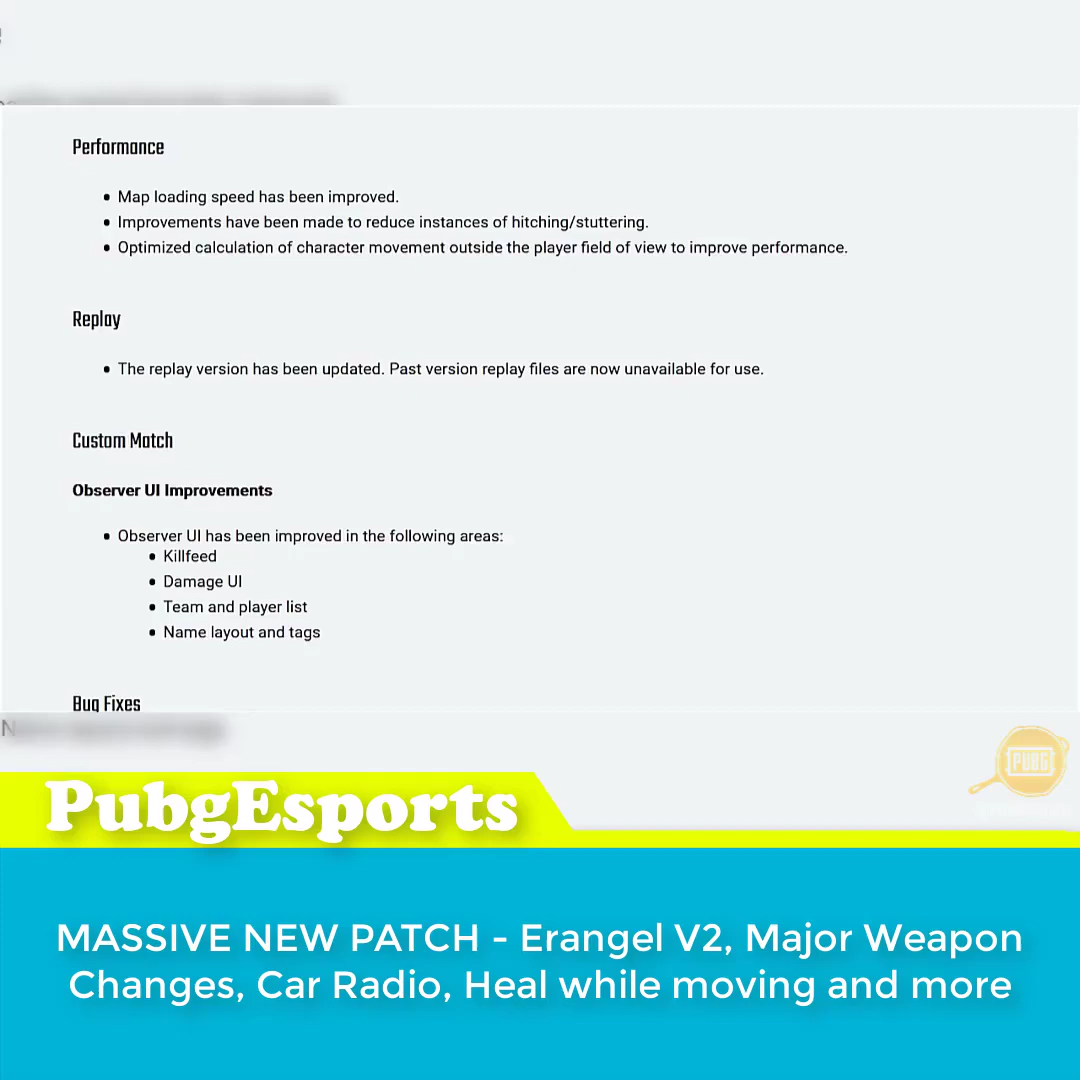 Performance
Map loading speed has been improved.
Improvements have been made to reduce instances of hitching/stuttering.
Optimized calculation of character movement outside the player field of view to improve performance.
Replay
The replay version has been updated. Past version replay files are now unavailable for use.
Custom Match
Observer UI Improvements
Observer UI has been improved in the following areas:
Killfeed
Damage UI
Team and player list
Name layout and tags
Bug Fixes
PUBG
PubgEsports
MASSIVE NEW PATCH - Erangel V2, Major Weapon
Changes, Car Radio, Heal while moving and more